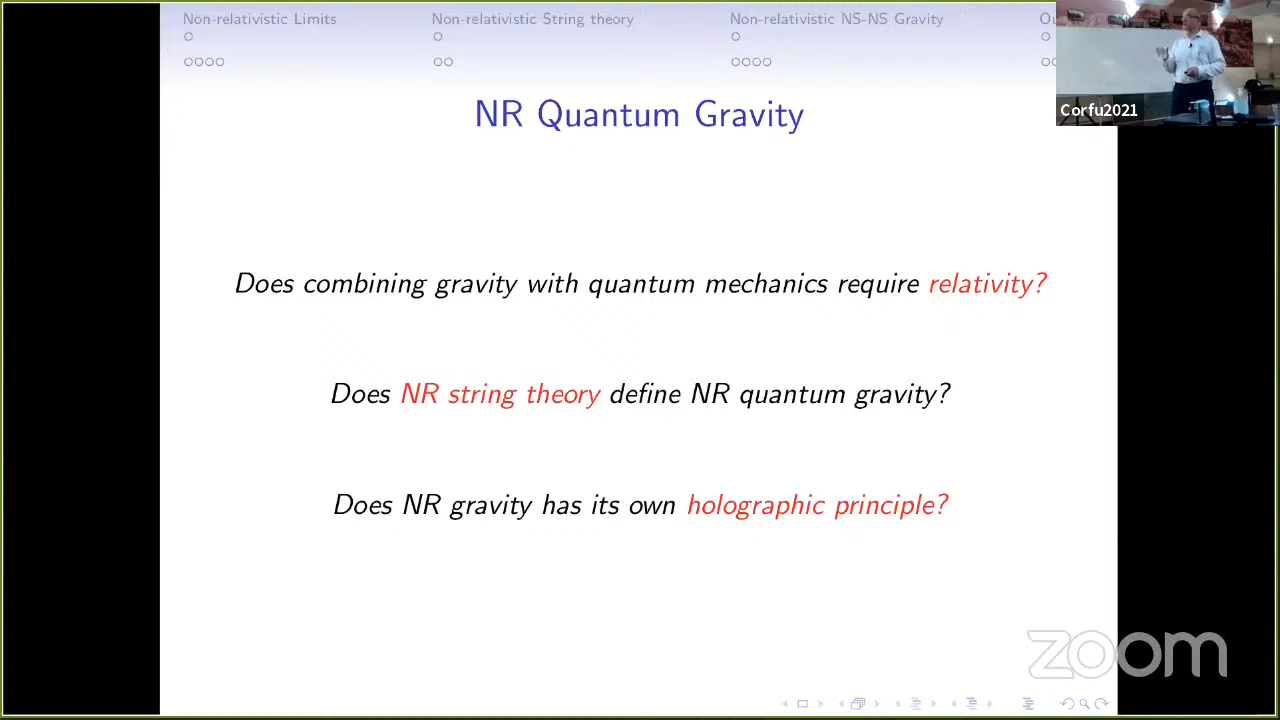 Non-relativistic Limits
Non-relativistic String theory
Non-relativistic NS-NS Gravity
Corfu2021
NR Quantum Gravity
Does combining gravity with quantum mechanics require relativity?
Does NR string theory define NR quantum gravity?
Does NR gravity has its own holographic principle?
zoom